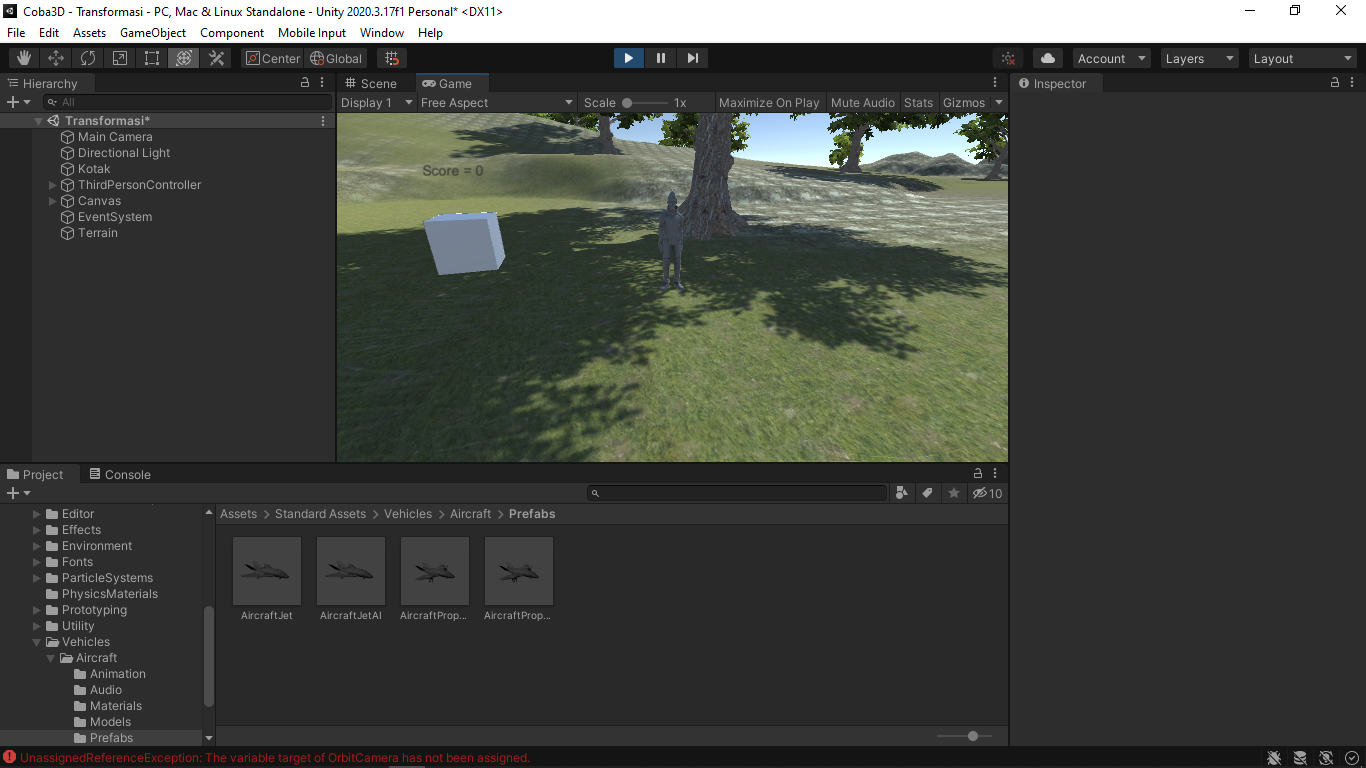 Coba3D - Transformasi - PC, Mac & Linux Standalone - Unity 2020.3.17f1 Personal* <DX11>
File Edit Assets GameObject Component Mobile Input Window Help
Center Global Account Layers Layout
Hierarchy
All
Transformasi*
Main Camera
Directional Light
Kotak
ThirdPersonController
Canvas
EventSystem
Terrain
Scene Game
Display 1 Free Aspect Scale 1x Maximize On Play Mute Audio Stats Gizmos
Score = 0
Inspector
Project Console
10
Editor
Effects
Environment
Fonts
ParticleSystems
PhysicsMaterials
Prototyping
Utility
Vehicles
Aircraft
Animation
Audio
Materials
Models
Prefabs
Assets > Standard Assets > Vehicles > Aircraft > Prefabs
AircraftJet AircraftJetAI AircraftProp... AircraftProp...
UnassignedReferenceException: The variable target of OrbitCamera has not been assigned.